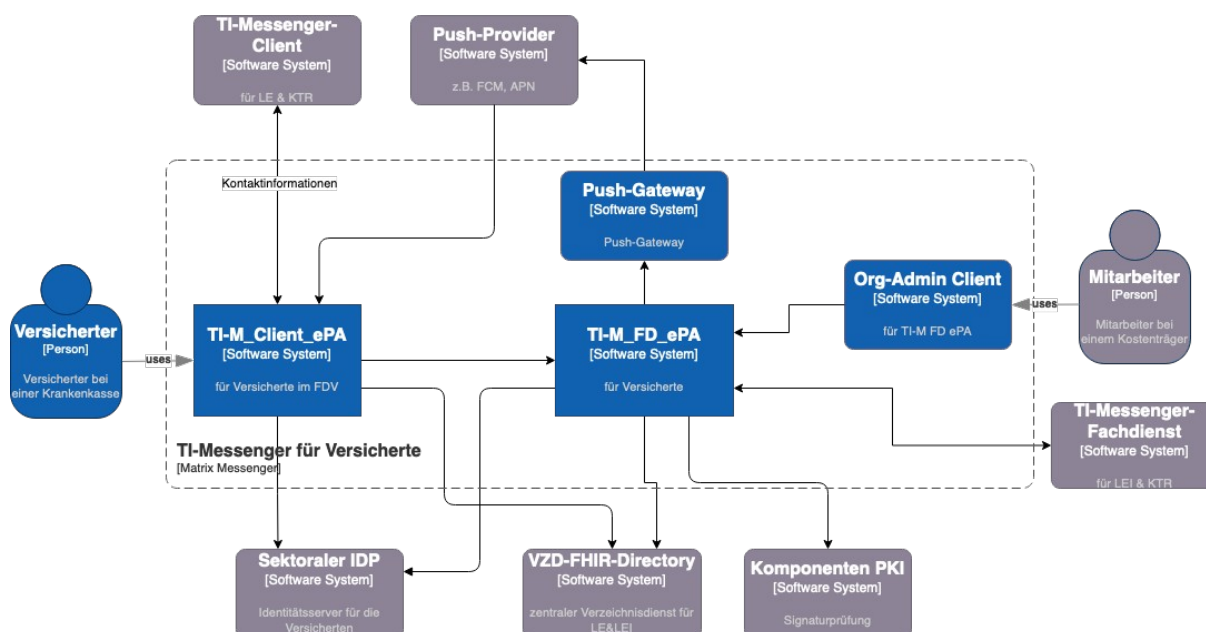 TI-Messenger-
Client
[Software System]
für LE & KTR
Push-Provider
[Software System]
z.B. FCM, APN
Kontaktinformationen
Push-Gateway
[Software System]
Push-Gateway
Org-Admin Client
[Software System]
für TI-M FD ePA
uses
Mitarbeiter
[Person]
Mitarbeiter bei
einem Kostenträger
Versicherter
[Person]
Versicherter bei
einer Krankenkasse
uses
TI-M_Client_ePA
[Software System]
für Versicherte im FDV
TI-M_FD_ePA
[Software System]
für Versicherte
TI-Messenger-
Fachdienst
[Software System]
für LEI & KTR
TI-Messenger für Versicherte
[Matrix Messenger]
Sektoraler IDP
[Software System]
Identitätsserver für die
Versicherten
VZD-FHIR-Directory
[Software System]
zentraler Verzeichnisdienst für
LE&LEI
Komponenten PKI
[Software System]
Signaturprüfung